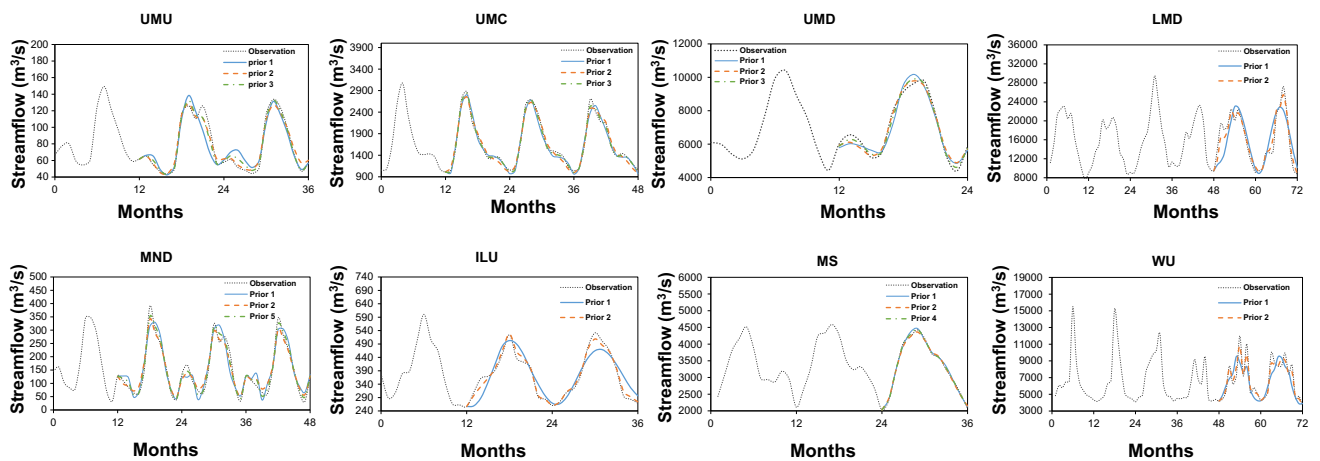 UMU
Streamflow (m³/s)
200
180
160
140
120
100
80
60
40
0
12
24
36
Months
Observation
prior 1
prior 2
prior 3
UMC
Streamflow (m³/s)
3900
3400
2900
2400
1900
1400
900
0
12
24
36
48
Months
Observation
Prior 1
Prior 2
Prior 3
UMD
Streamflow (m³/s)
12000
10000
8000
6000
4000
0
12
24
Months
Observation
Prior 1
Prior 2
Prior 3
LMD
Streamflow (m³/s)
36000
32000
28000
24000
20000
16000
12000
8000
0
12
24
36
48
60
72
Months
Observation
Prior 1
Prior 2
MND
Streamflow (m³/s)
500
450
400
350
300
250
200
150
100
50
0
0
12
24
36
48
Months
Observation
Prior 1
Prior 2
Prior 5
ILU
Streamflow (m³/s)
740
640
540
440
340
240
0
12
24
36
Months
Observation
Prior 1
Prior 2
MS
Streamflow (m³/s)
6000
5500
5000
4500
4000
3500
3000
2500
2000
0
12
24
36
Months
Observation
Prior 1
Prior 2
Prior 4
WU
Streamflow (m³/s)
19000
17000
15000
13000
11000
9000
7000
5000
3000
0
12
24
36
48
60
72
Months
Observation
Prior 1
Prior 2